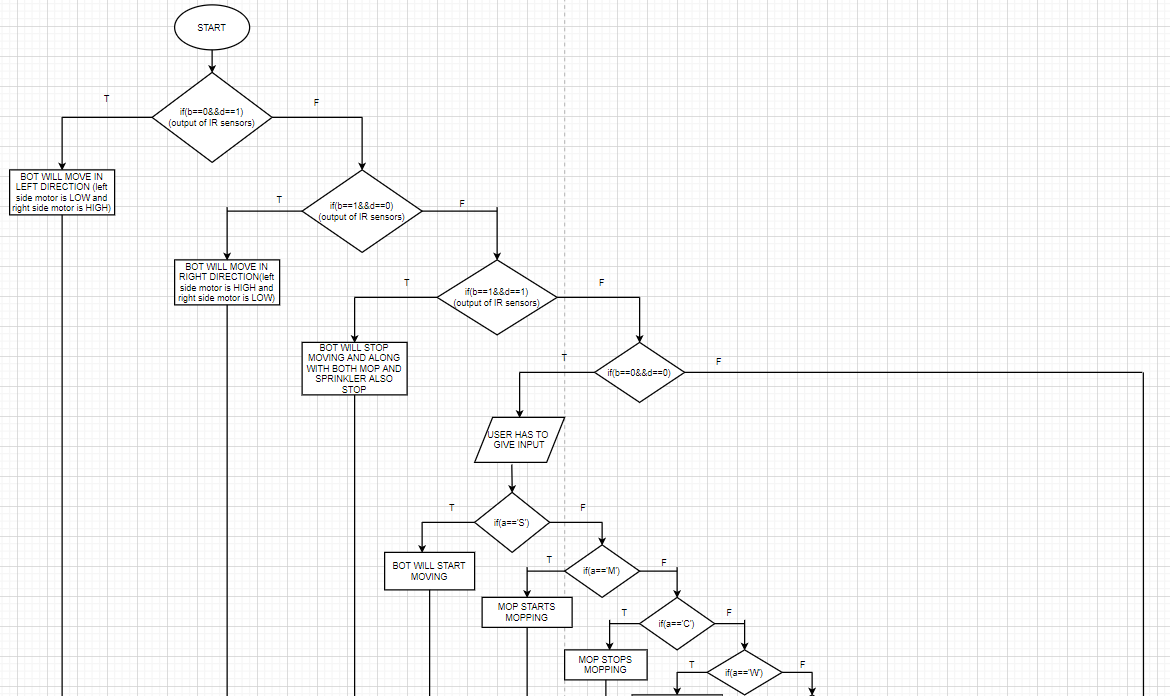 START
T
F
if(b==0&&d==1)
(output of IR sensors)
BOT WILL MOVE IN
LEFT DIRECTION (left
side motor is LOW and
right side motor is HIGH)
T
F
if(b==1&&d==0)
(output of IR sensors)
BOT WILL MOVE IN
RIGHT DIRECTION(left
side motor is HIGH and
right side motor is LOW)
T
F
if(b==1&&d==1)
(output of IR sensors)
BOT WILL STOP
MOVING AND ALONG
WITH BOTH MOP AND
SPRINKLER ALSO
STOP
T
F
if(b==0&&d==0)
USER HAS TO
GIVE INPUT
T
F
if(a=='S')
BOT WILL START
MOVING
T
F
if(a=='M')
MOP STARTS
MOPPING
T
F
if(a=='C')
MOP STOPS
MOPPING
T
F
if(a=='W')